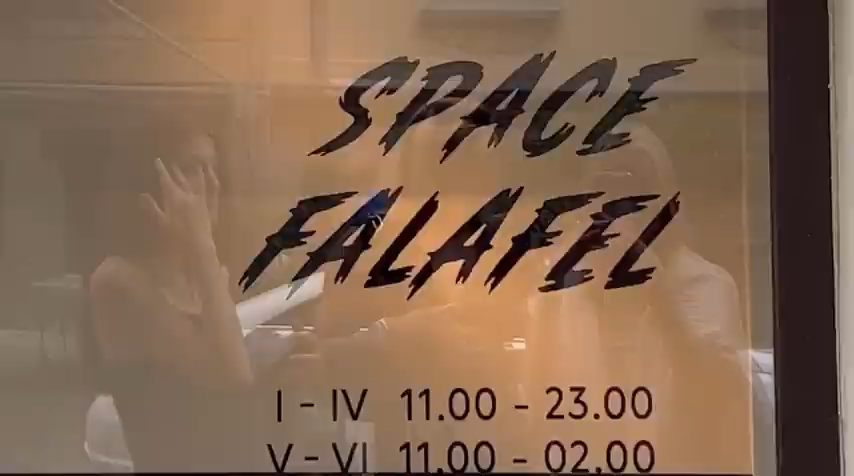 SPACE
FALAFEL
I - IV 11.00 - 23.00
V - VI 11.00 - 02.00